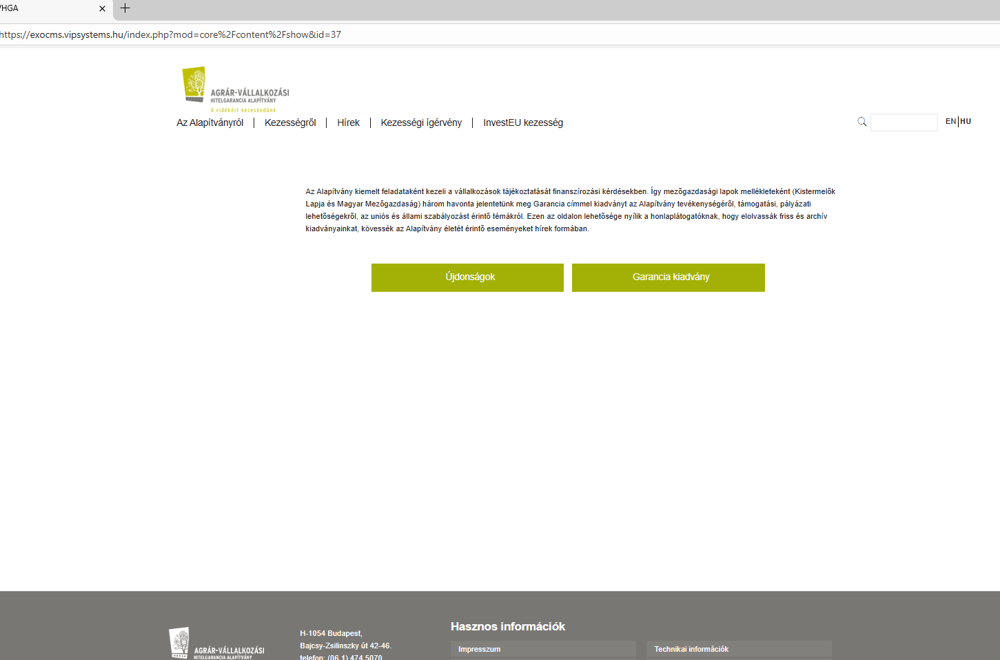 HGA
https://exocms.vipsystems.hu/index.php?mod=core%2Fcontent%2Fshow&id=37
AGRÁR-VÁLLALKOZÁSI
HITELGARANCIA ALAPÍTVÁNY
A vidékért kezeskedünk
Az Alapítványról | Kezességről | Hírek | Kezességi ígérvény | InvestEU kezesség
EN|HU
Az Alapítvány kiemelt feladataként kezeli a vállalkozások tájékoztatását finanszírozási kérdésekben. Így mezőgazdasági lapok mellékleteként (Kistermelők
Lapja és Magyar Mezőgazdaság) három havonta jelentetünk meg Garancia címmel kiadványt az Alapítvány tevékenységéről, támogatási, pályázati
lehetőségekről, az uniós és állami szabályozást érintő témákról. Ezen az oldalon lehetősége nyílik a honlaplátogatóknak, hogy elolvassák friss és archív
kiadványainkat, kövessék az Alapítvány életét érintő eseményeket hírek formában.
Újdonságok
Garancia kiadvány
AGRÁR-VÁLLALKOZÁSI
HITELGARANCIA ALAPÍTVÁNY
H-1054 Budapest,
Bajcsy-Zsilinszky út 42-46.
telefon: (06 1) 474 5070
Hasznos információk
Impresszum
Technikai információk